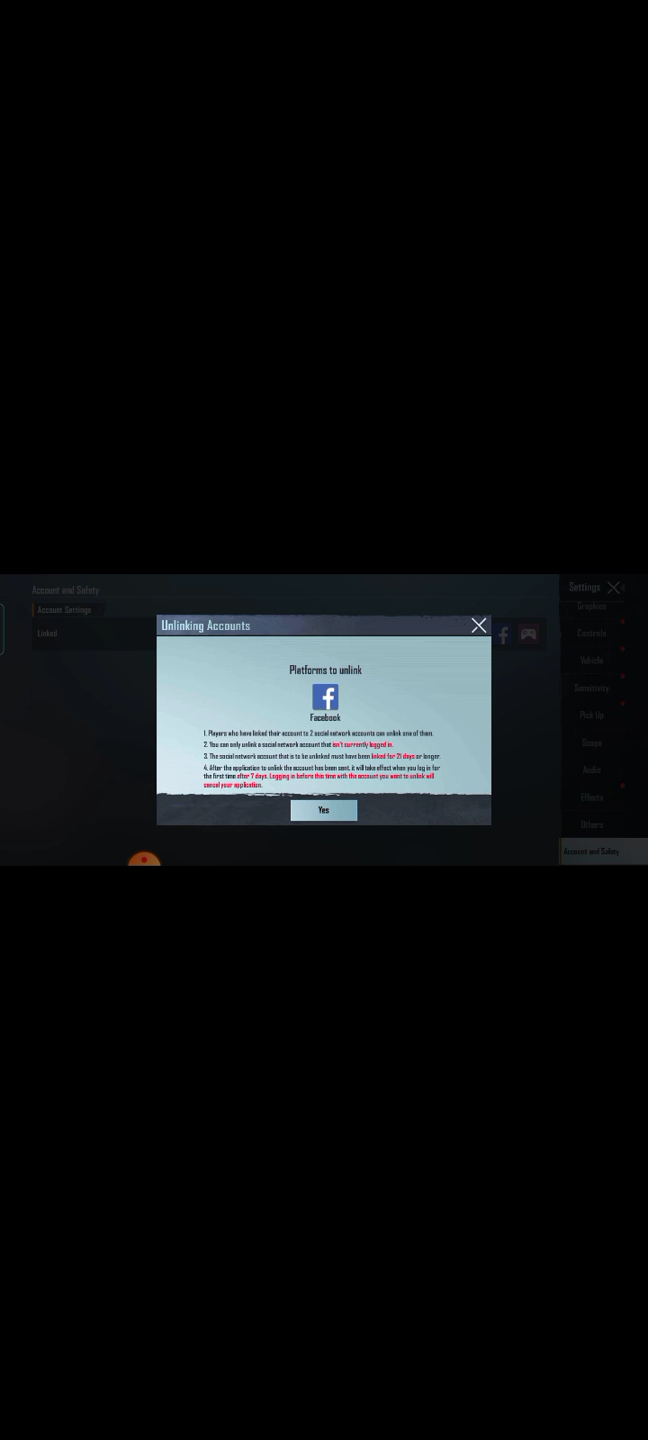 Account and Safety
Settings
Account Settings
Graphics
Linked
Unlinking Accounts
Controls
Vehicle
Platforms to unlink
Sensitivity
Facebook
Pick Up
1. Players who have linked their account to 2 social network accounts can unlink one of them.
2. You can only unlink a social network account that isn't currently logged in.
Scope
3. The social network account that is to be unlinked must have been linked for 21 days or longer.
4. After the application to unlink the account has been sent, it will take effect when you log in for
the first time after 7 days. Logging in before this time with the account you want to unlink will
cancel your application.
Audio
Effects
Yes
Others
Account and Safety